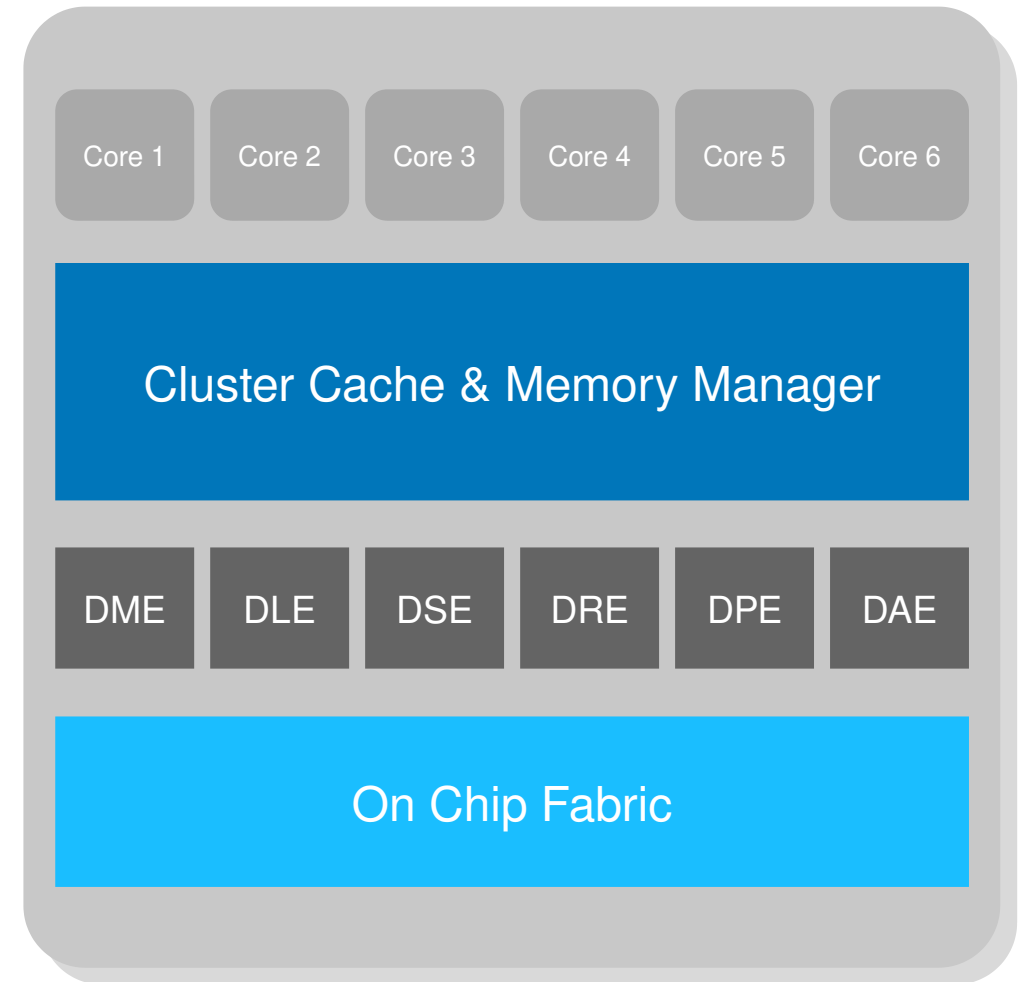 Core 1 Core 2 Core 3 Core 4 Core 5 Core 6
Cluster Cache & Memory Manager
DME DLE DSE DRE DPE DAE
On Chip Fabric